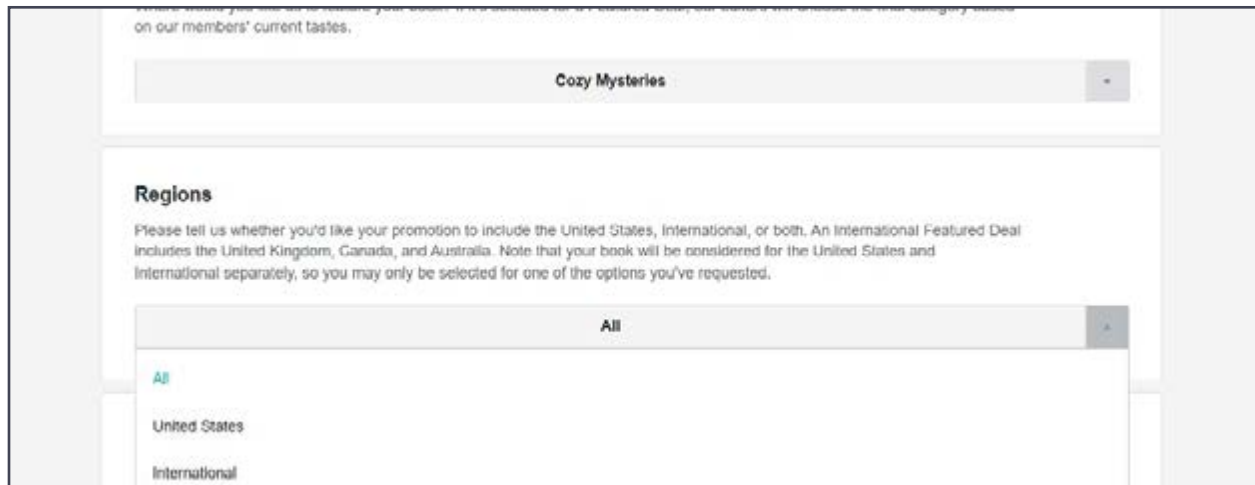 on our members' current tastes.
Cozy Mysteries
Regions
Please tell us whether you'd like your promotion to include the United States, International, or both. An International Featured Deal
includes the United Kingdom, Canada, and Australia. Note that your book will be considered for the United States and
International separately, so you may only be selected for one of the options you've requested.
All
All
United States
International